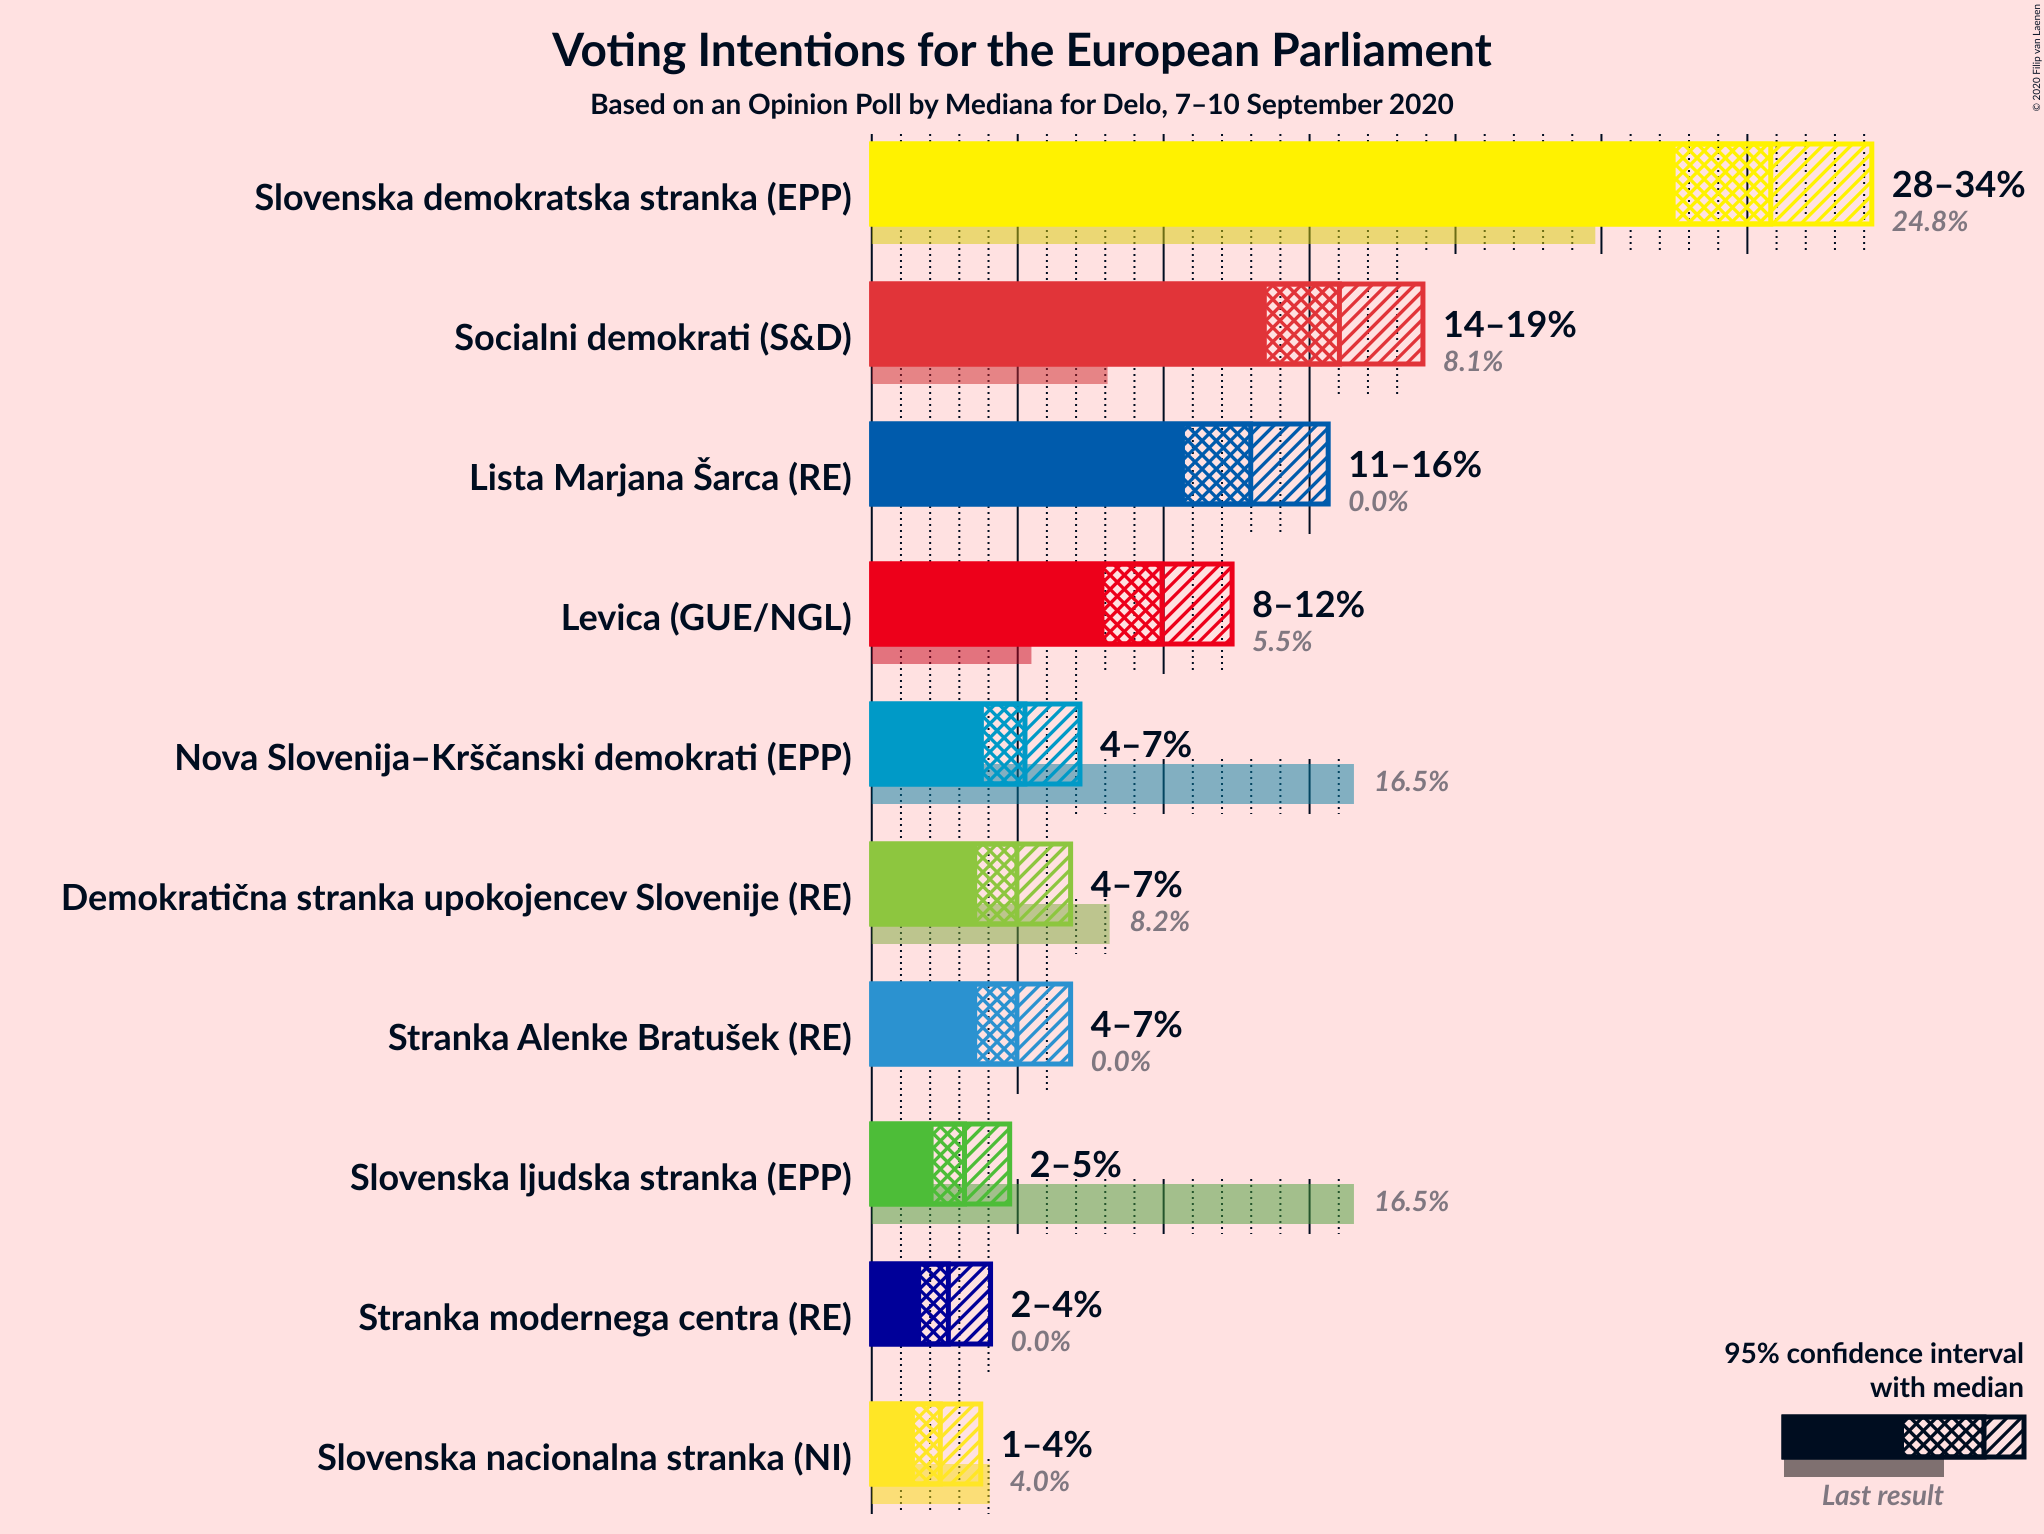 Voting Intentions for the European Parliament
Based on an Opinion Poll by Mediana for Delo, 7–10 September 2020
© 2020 Filip van Laenen
Slovenska demokratska stranka (EPP)
28–34%
24.8%
Socialni demokrati (S&D)
14–19%
8.1%
Lista Marjana Šarca (RE)
11–16%
0.0%
Levica (GUE/NGL)
8–12%
5.5%
Nova Slovenija–Krščanski demokrati (EPP)
4–7%
16.5%
Demokratična stranka upokojencev Slovenije (RE)
4–7%
8.2%
Stranka Alenke Bratušek (RE)
4–7%
0.0%
Slovenska ljudska stranka (EPP)
2–5%
16.5%
Stranka modernega centra (RE)
2–4%
0.0%
Slovenska nacionalna stranka (NI)
1–4%
4.0%
95% confidence interval
with median
Last result